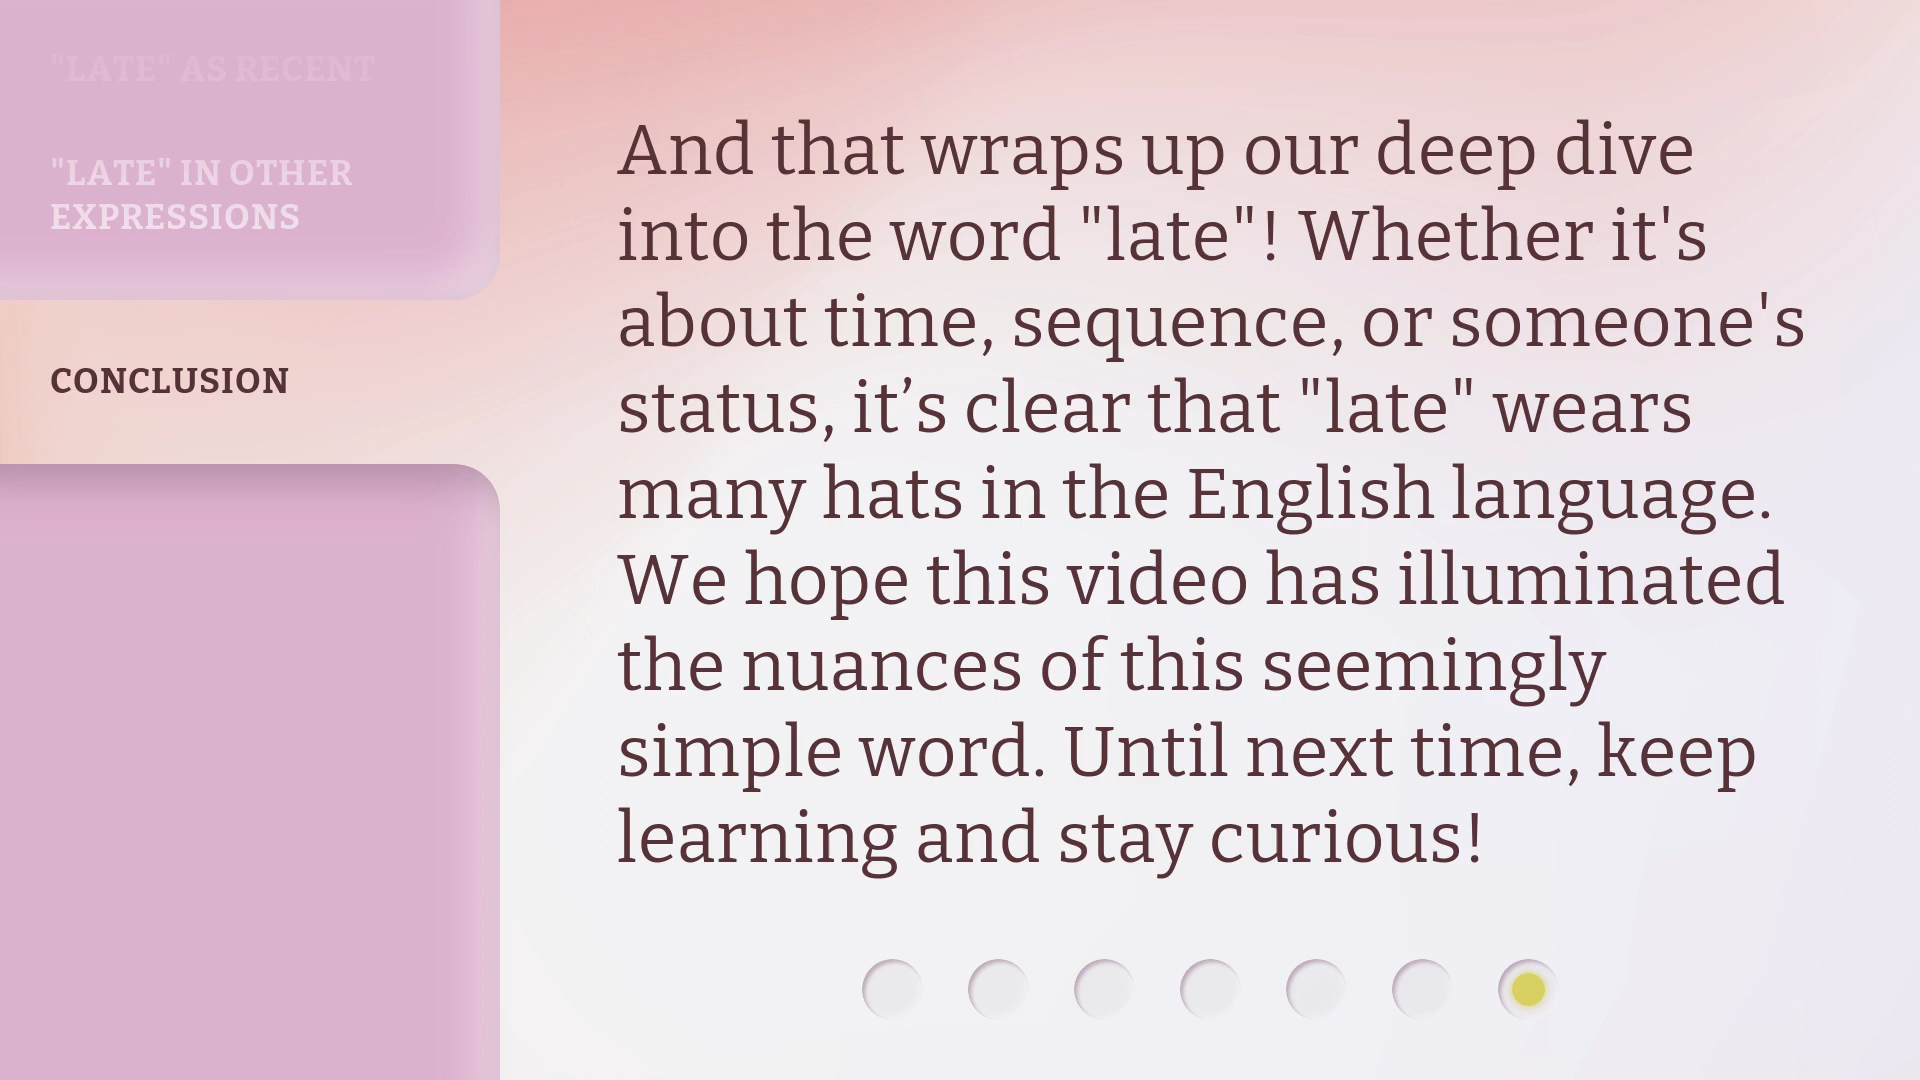 "LATE" AS RECENT
"LATE" IN OTHER
EXPRESSIONS
CONCLUSION
And that wraps up our deep dive
into the word "late"! Whether it's
about time, sequence, or someone's
status, it’s clear that "late" wears
many hats in the English language.
We hope this video has illuminated
the nuances of this seemingly
simple word. Until next time, keep
learning and stay curious!